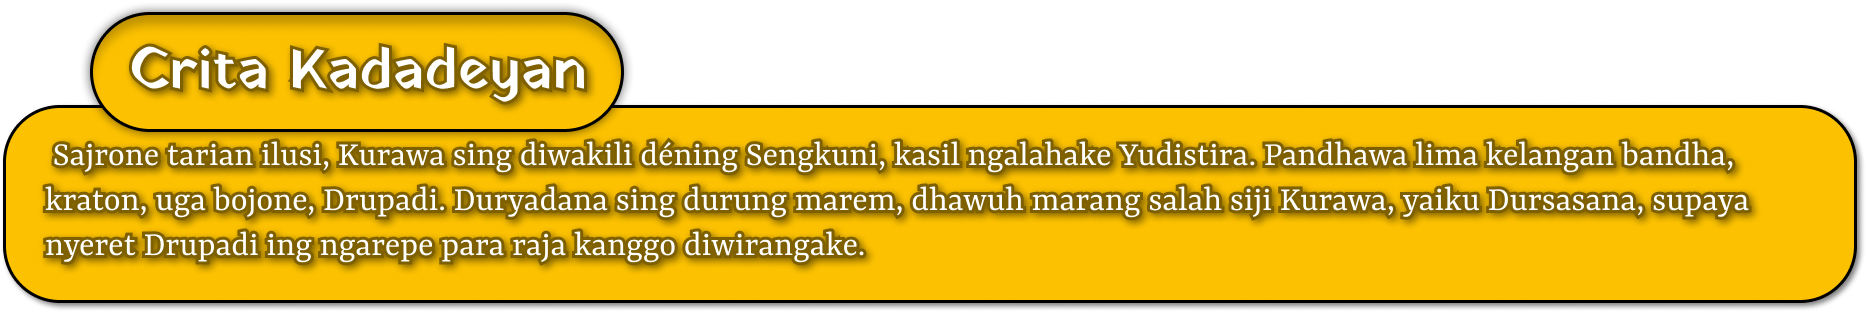 Crita Kadadeyan
Sajrone tarian ilusi, Kurawa sing diwakili déning Sengkuni, kasil ngalahake Yudistira. Pandhawa lima kelangan bandha,
kraton, uga bojone, Drupadi. Duryadana sing durung marem, dhawuh marang salah siji Kurawa, yaiku Dursasana, supaya
nyeret Drupadi ing ngarepe para raja kanggo diwirangake.